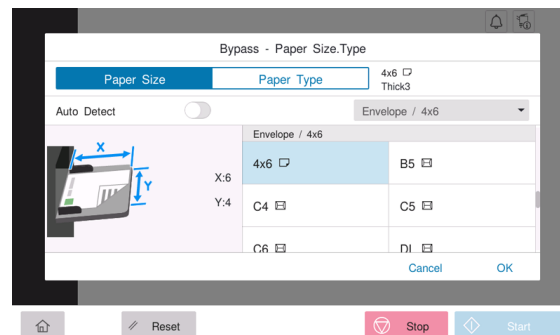 Bypass - Paper Size.Type
Paper Size
Paper Type
4x6
Thick3
Auto Detect
Envelope / 4x6
Envelope / 4x6
X
Y
X:6
Y:4
4x6
B5
C4
C5
C6
DL
Cancel
OK
Reset
Stop
Start